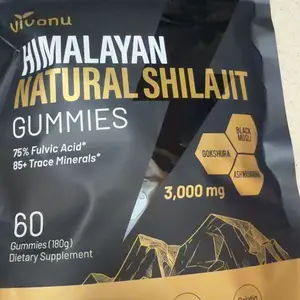 vivonu
HIMALAYAN
NATURAL SHILAJIT
GUMMIES
75% Fulvic Acid*
85+ Trace Minerals*
BLACK
MUSLI
GOKSHURA
ASHWAGANDHA
3,000 mg
60
Gummies (180g)
Dietary Supplement